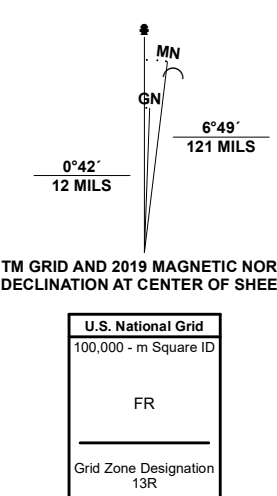 MN
GN
6°49´
121 MILS
0°42´
12 MILS
TM GRID AND 2019 MAGNETIC NOR
DECLINATION AT CENTER OF SHEE
U.S. National Grid
100,000 - m Square ID
FR
Grid Zone Designation
13R